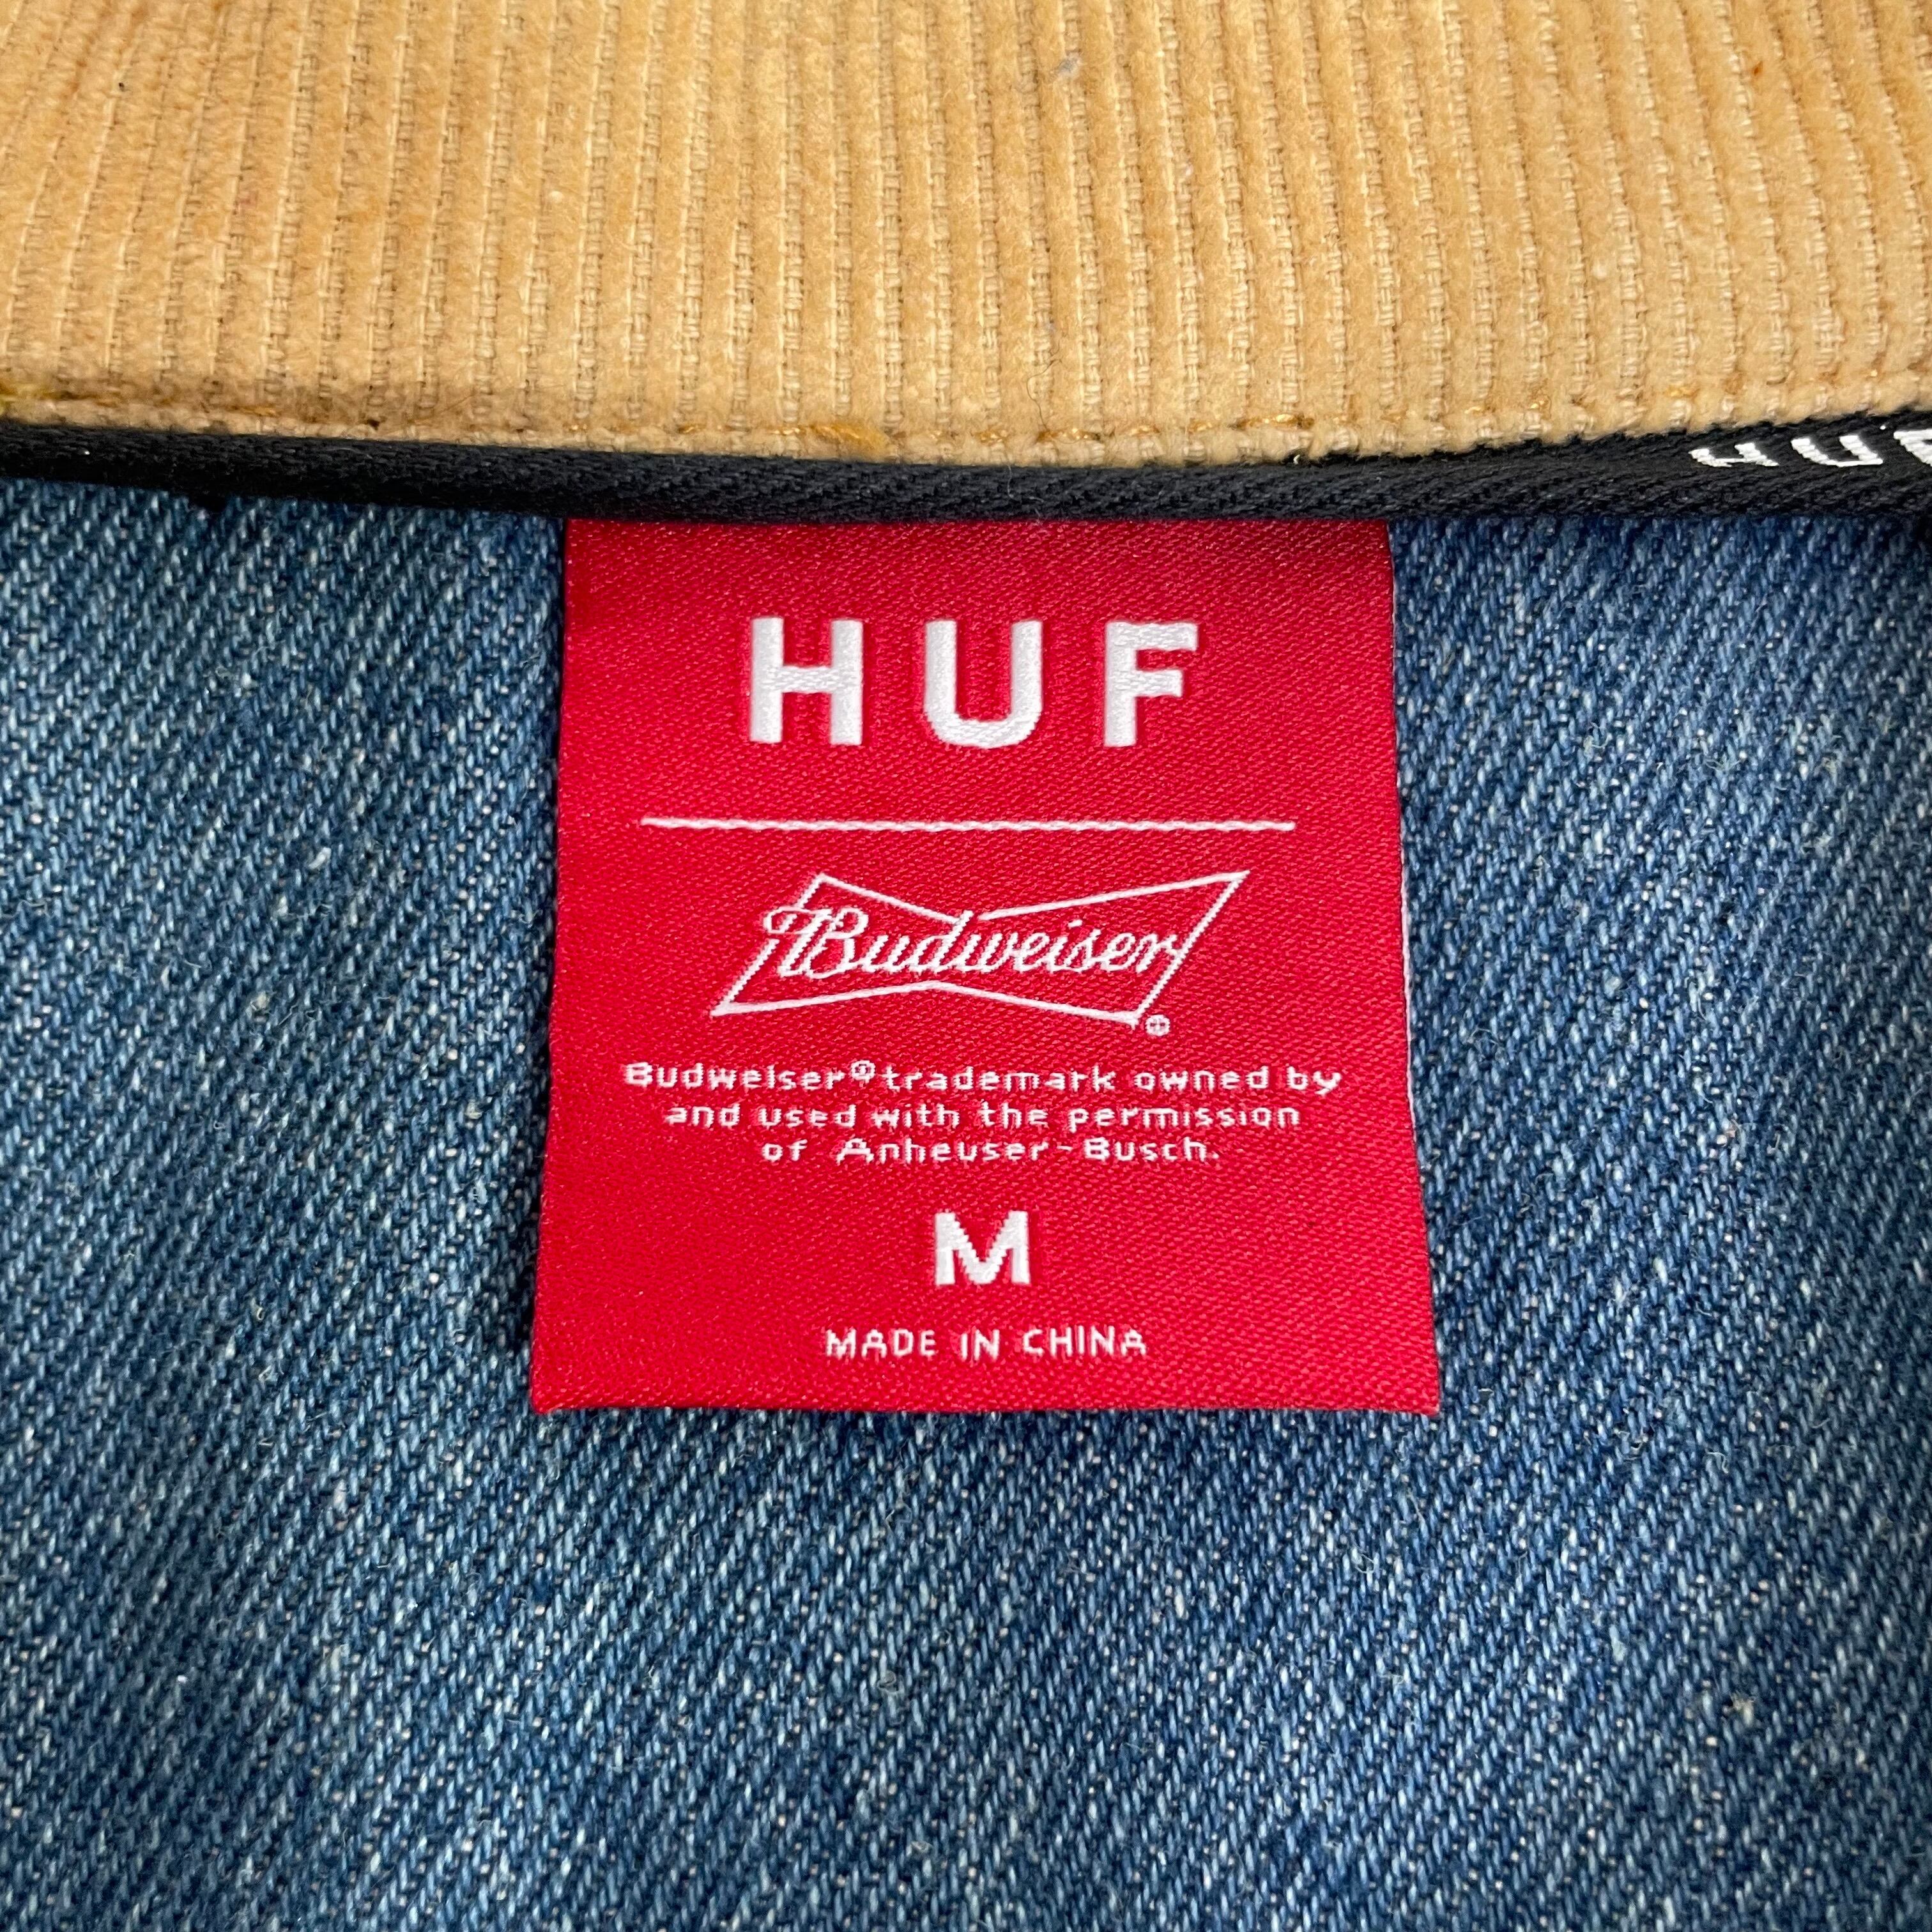 HUF
HUF
Budweiser
®
Budweiser® trademark owned by
and used with the permission
of Anheuser-Busch.
M
MADE IN CHINA